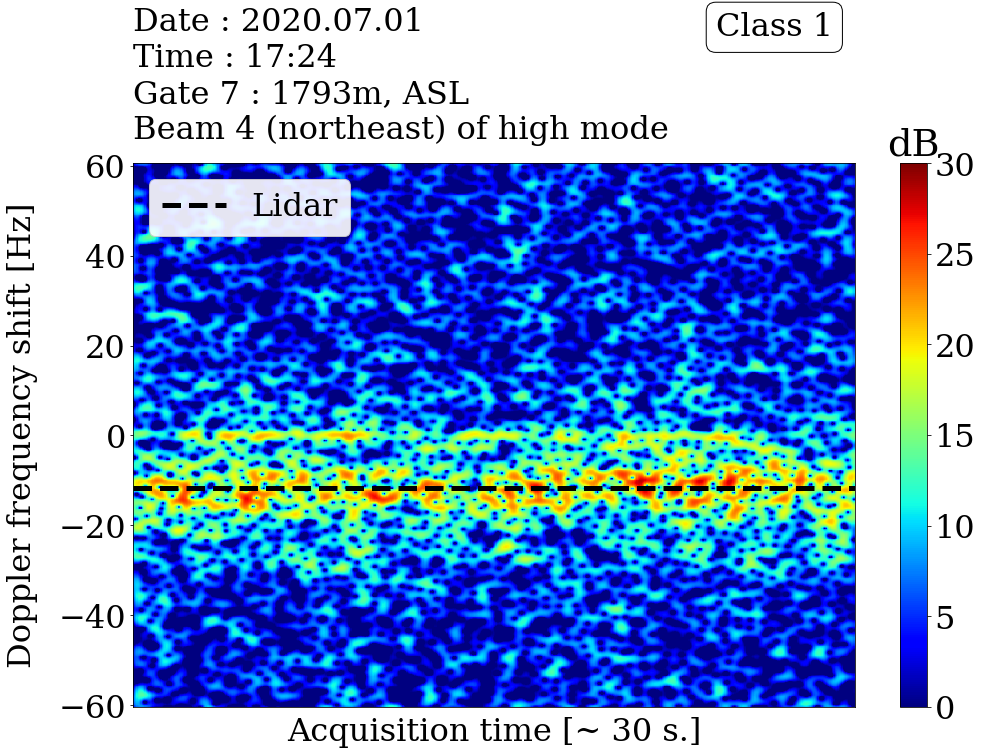 Date : 2020.07.01
Time : 17:24
Gate 7 : 1793m, ASL
Beam 4 (northeast) of high mode
Class 1
dB
Lidar
Doppler frequency shift [Hz]
60
40
20
0
−20
−40
−60
30
25
20
15
10
5
0
Acquisition time [~ 30 s.]